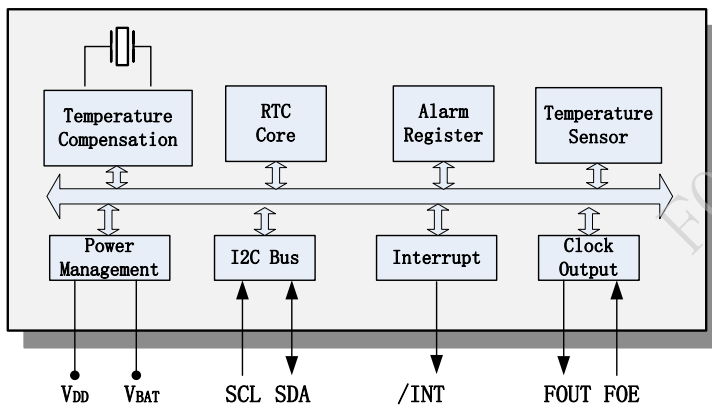 Temperature
Compensation
RTC
Core
Alarm
Register
Temperature
Sensor
Power
Management
I2C Bus
Interrupt
Clock
Output
VDD
VBAT
SCL SDA
/INT
FOUT FOE